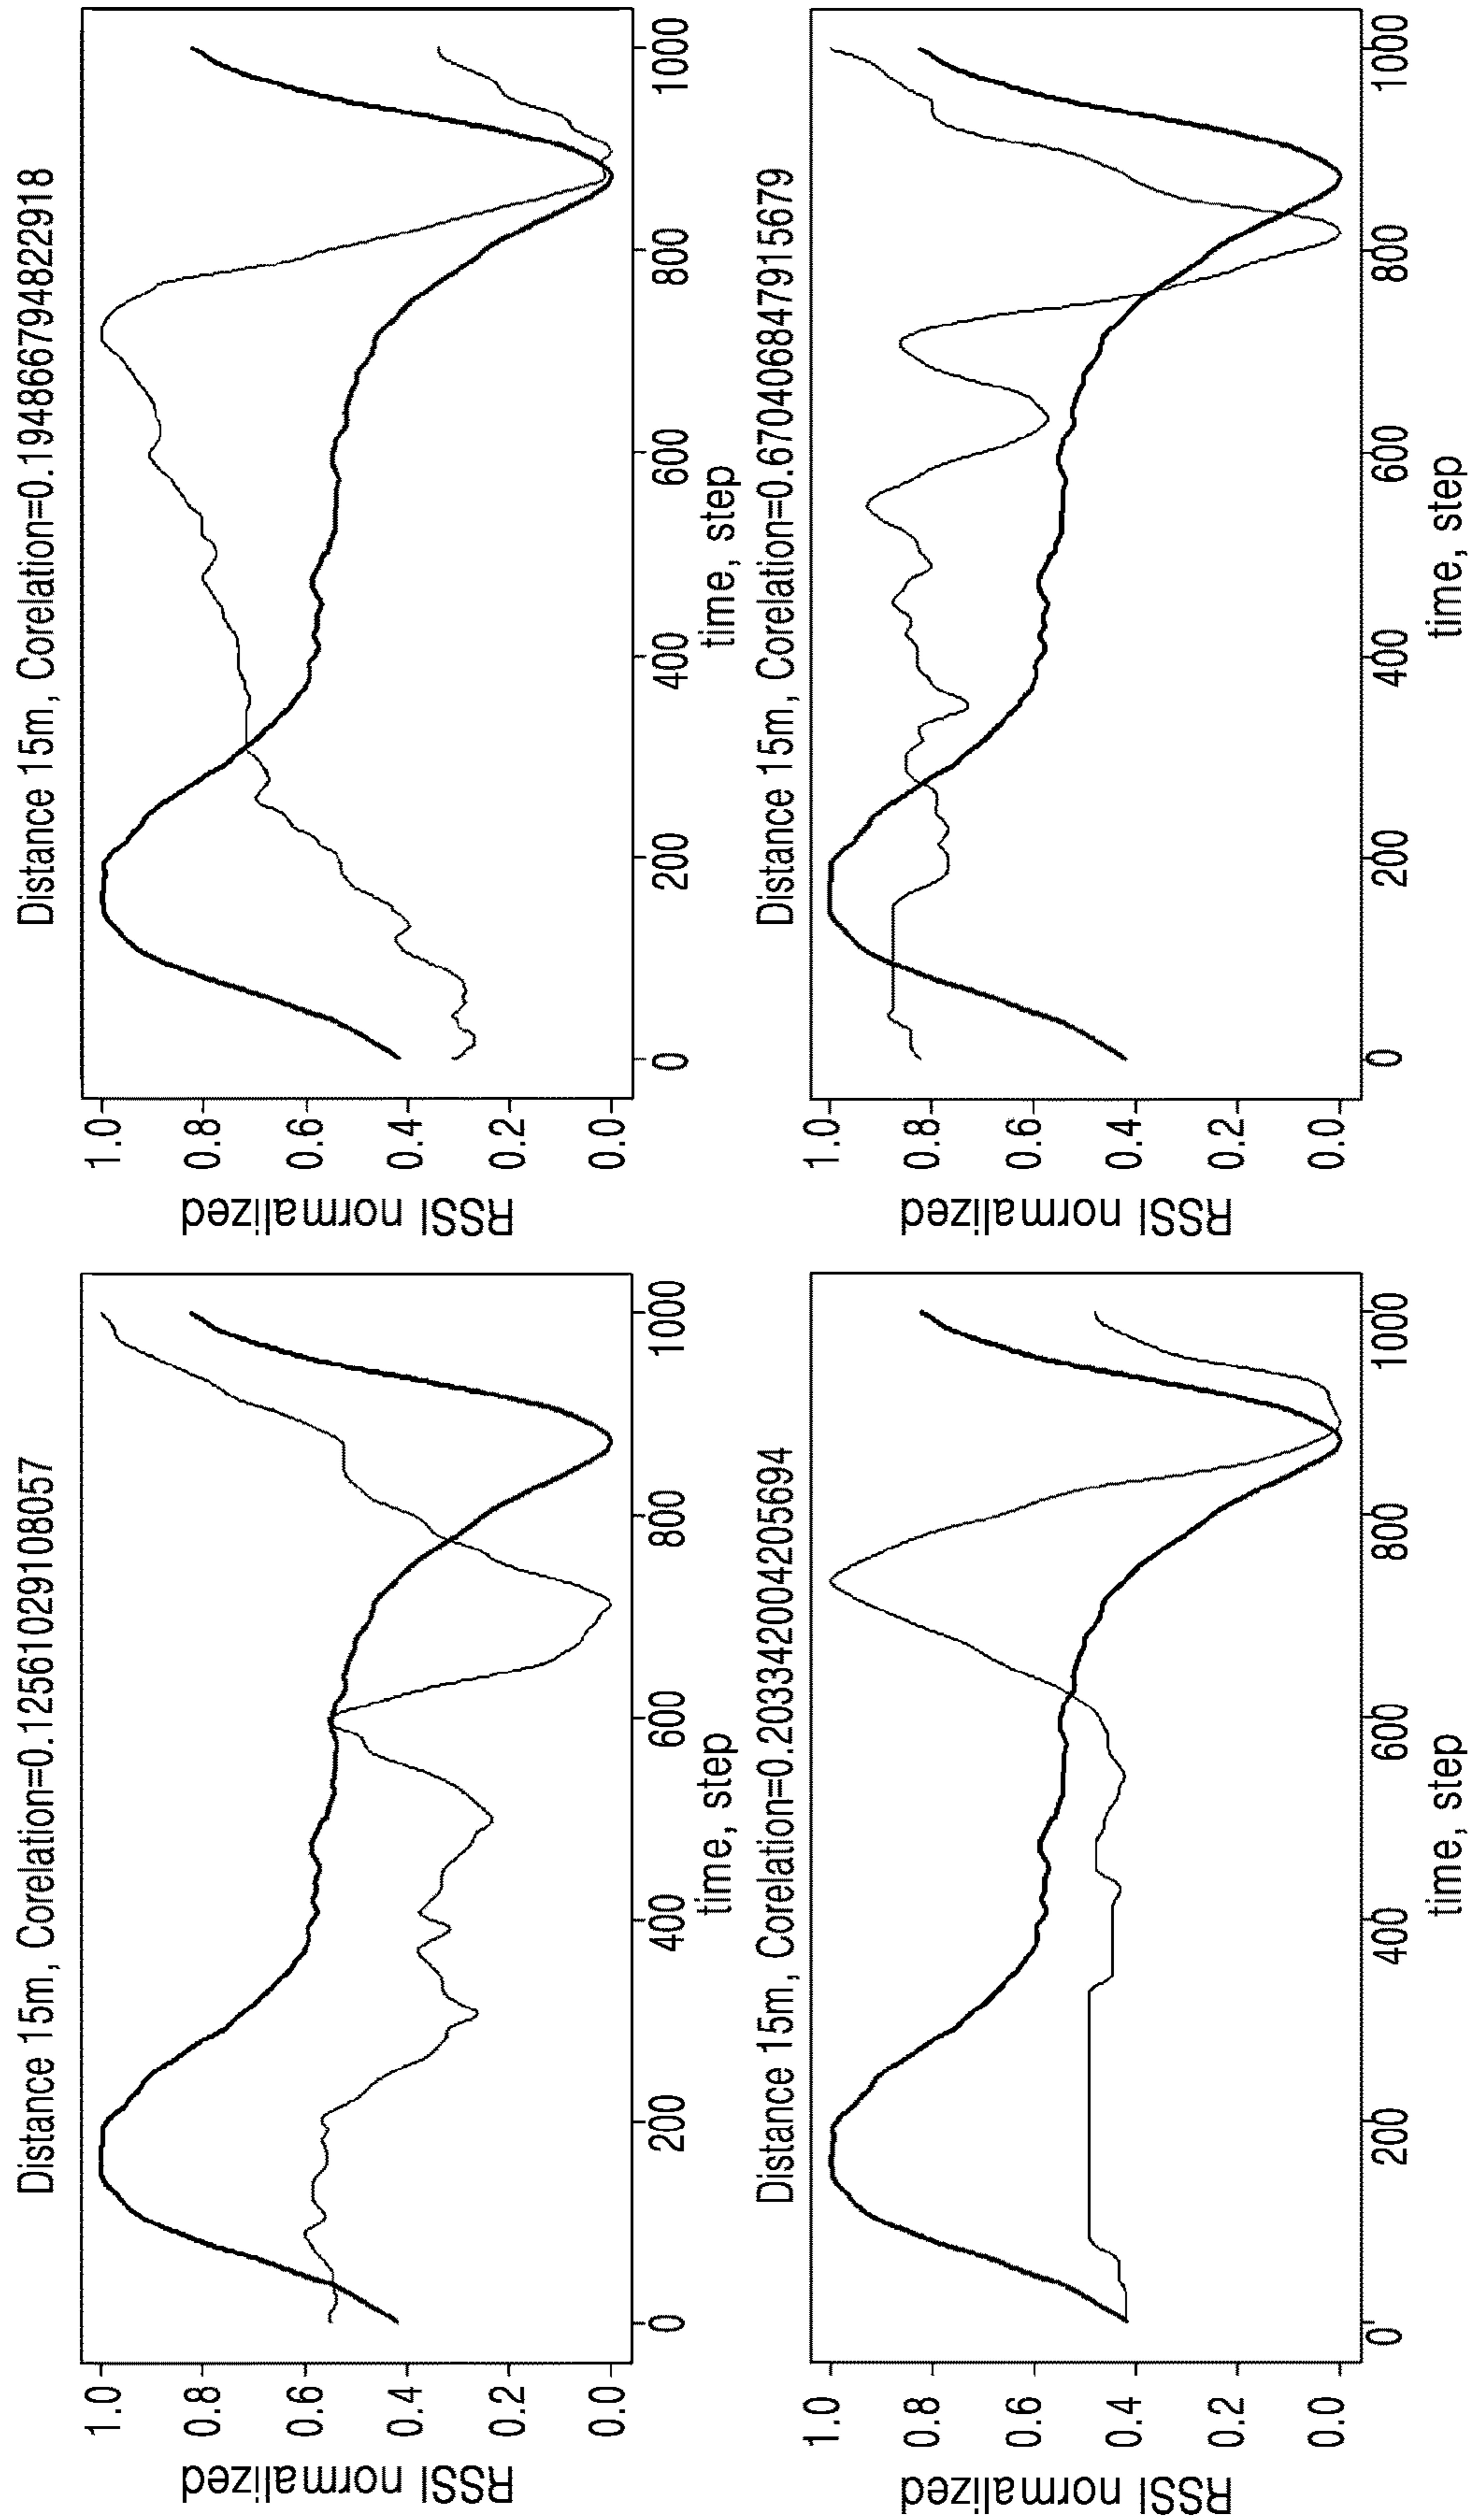 Distance 15m, Corelation=0.12561029108057
RSSI normalized
1.0
0.8
0.6
0.4
0.2
0.0
0 200 400 600 800 1000
time, step
Distance 15m, Corelation=0.194866794822918
RSSI normalized
1.0
0.8
0.6
0.4
0.2
0.0
0 200 400 600 800 1000
time, step
Distance 15m, Corelation=0.203342004205694
RSSI normalized
1.0
0.8
0.6
0.4
0.2
0.0
0 200 400 600 800 1000
time, step
Distance 15m, Corelation=0.670406847915679
RSSI normalized
1.0
0.8
0.6
0.4
0.2
0.0
0 200 400 600 800 1000
time, step